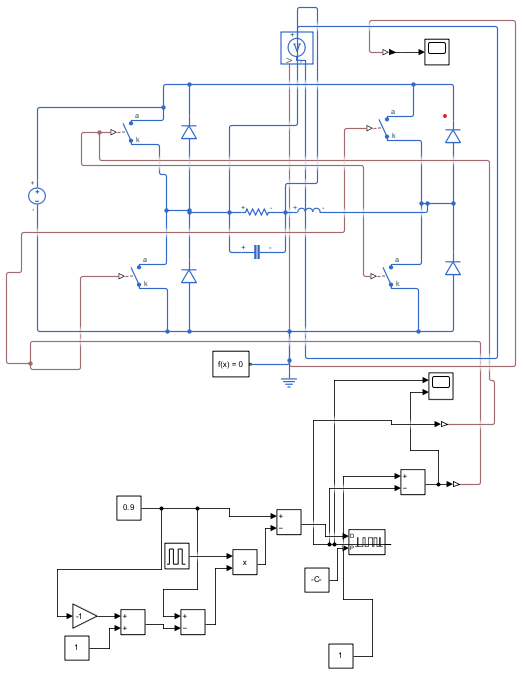 V
+
V
a
k
a
k
+
-
+
-
+
-
+
-
a
k
a
k
f(x) = 0
+
−
0.9
+
−
D
P
x
-C-
-1
+
+
+
−
1
1